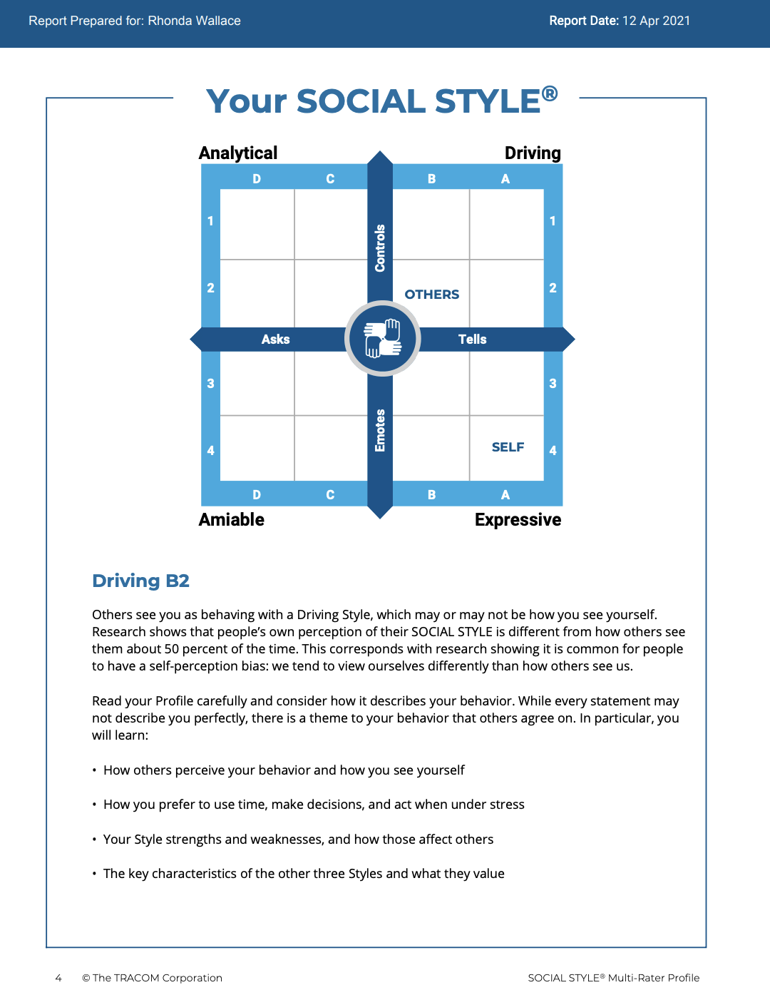 Report Prepared for: Rhonda Wallace
Report Date: 12 Apr 2021
Your SOCIAL STYLE®
Analytical
Driving
D
C
B
A
1
1
Controls
2
OTHERS
2
Asks
Tells
3
3
Emotes
4
SELF
4
D
C
B
A
Amiable
Expressive
Driving B2
Others see you as behaving with a Driving Style, which may or may not be how you see yourself.
Research shows that people’s own perception of their SOCIAL STYLE is different from how others see
them about 50 percent of the time. This corresponds with research showing it is common for people
to have a self-perception bias: we tend to view ourselves differently than how others see us.
Read your Profile carefully and consider how it describes your behavior. While every statement may
not describe you perfectly, there is a theme to your behavior that others agree on. In particular, you
will learn:
• How others perceive your behavior and how you see yourself
• How you prefer to use time, make decisions, and act when under stress
• Your Style strengths and weaknesses, and how those affect others
• The key characteristics of the other three Styles and what they value
4
© The TRACOM Corporation
SOCIAL STYLE® Multi-Rater Profile